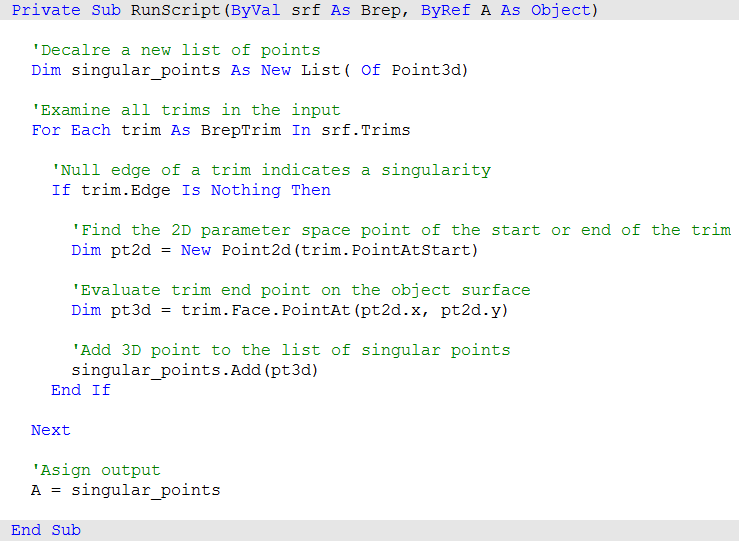 Private Sub RunScript(ByVal srf As Brep, ByRef A As Object)
'Decalre a new list of points
Dim singular_points As New List( Of Point3d)
'Examine all trims in the input
For Each trim As BrepTrim In srf.Trims
'Null edge of a trim indicates a singularity
If trim.Edge Is Nothing Then
'Find the 2D parameter space point of the start or end of the trim
Dim pt2d = New Point2d(trim.PointAtStart)
'Evaluate trim end point on the object surface
Dim pt3d = trim.Face.PointAt(pt2d.x, pt2d.y)
'Add 3D point to the list of singular points
singular_points.Add(pt3d)
End If
Next
'Asign output
A = singular_points
End Sub